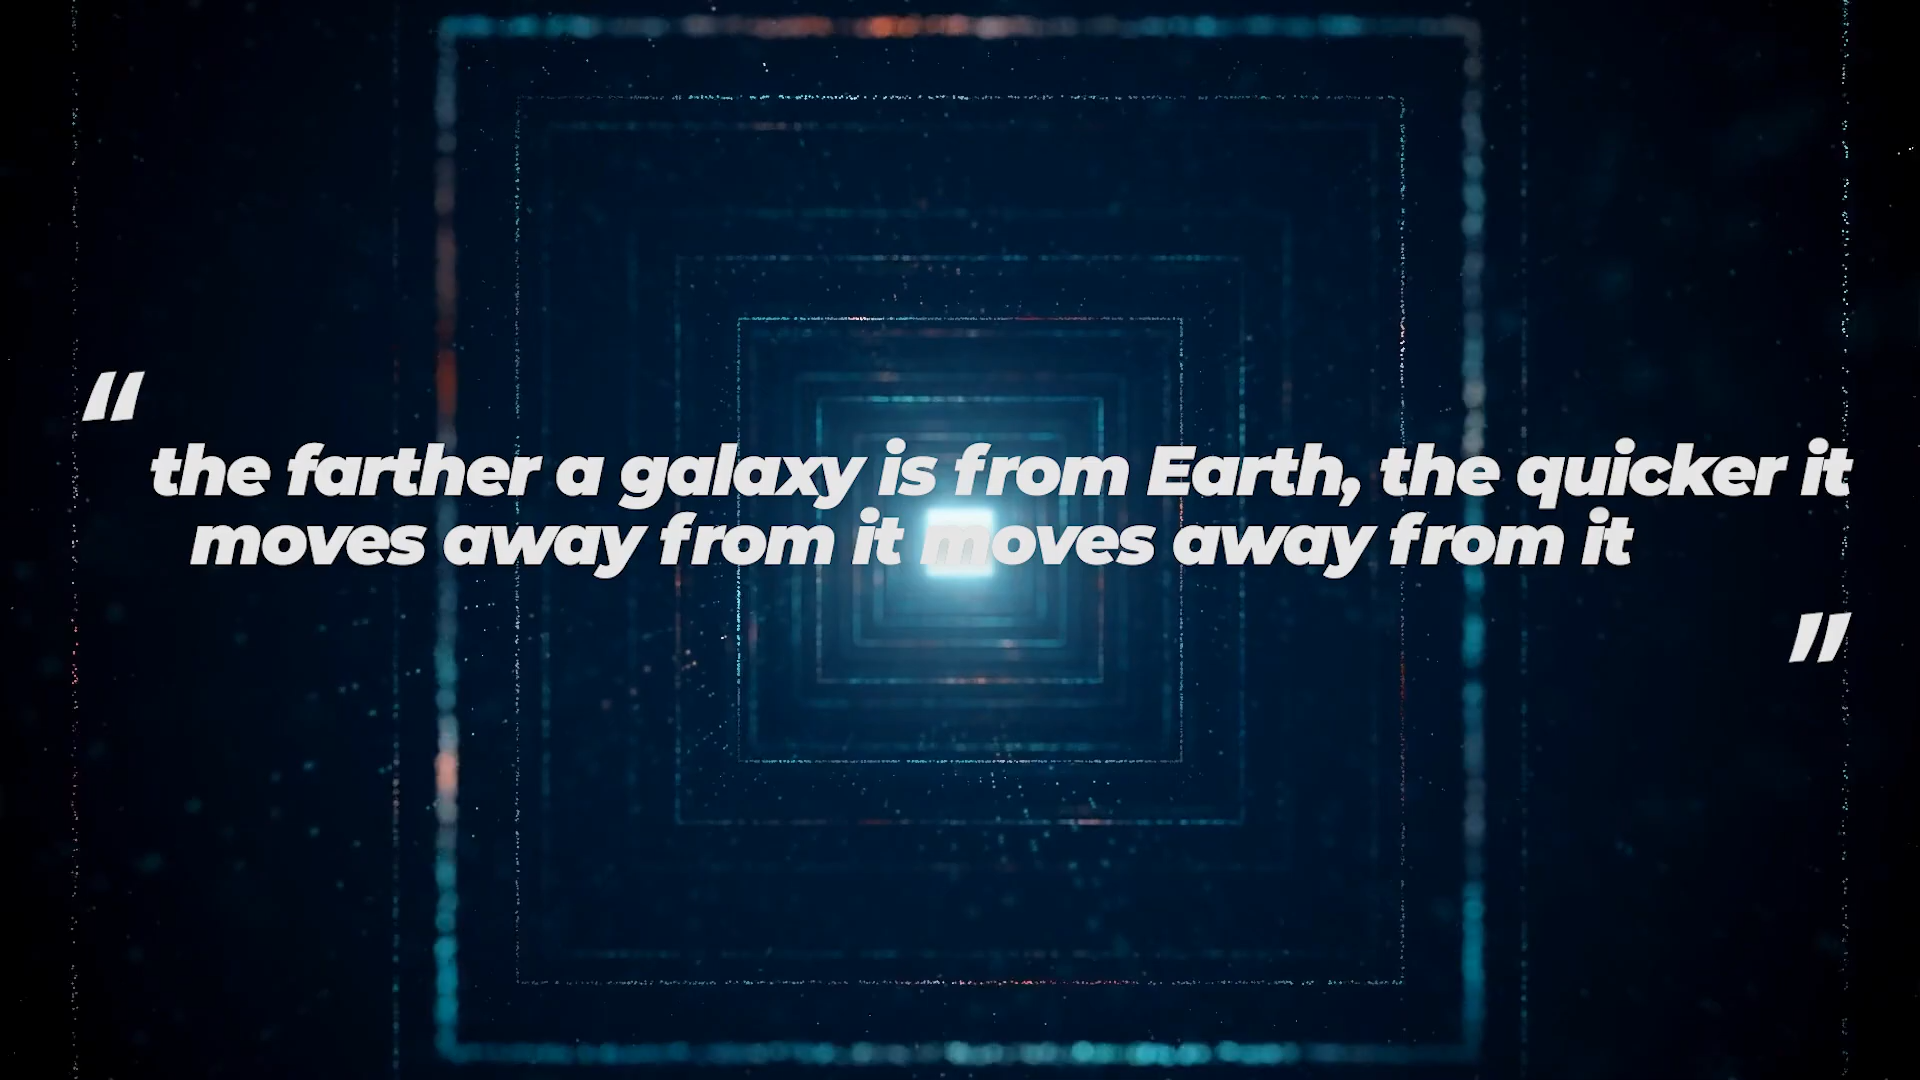 “
the farther a galaxy is from Earth, the quicker it
moves away from it moves away from it
”